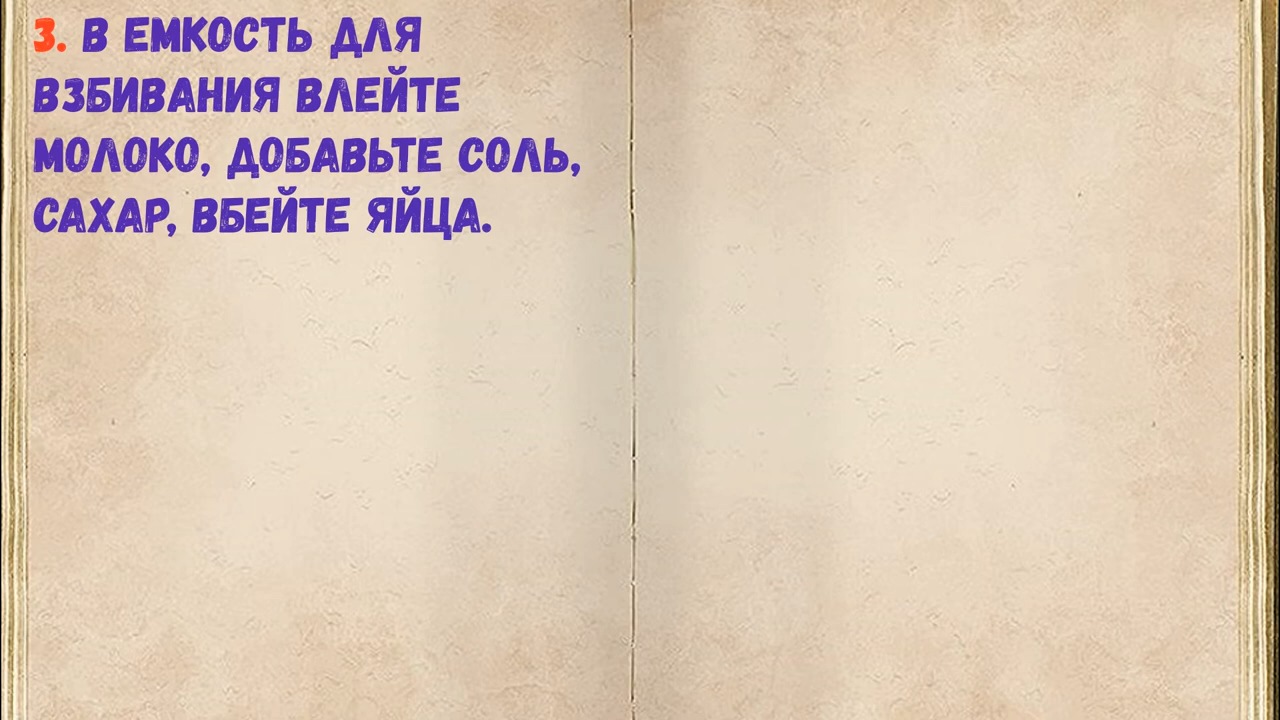 3. В ЕМКОСТЬ ДЛЯ
ВЗБИВАНИЯ ВЛЕЙТЕ
МОЛОКО, ДОБАВЬТЕ СОЛЬ,
САХАР, ВБЕЙТЕ ЯЙЦА.